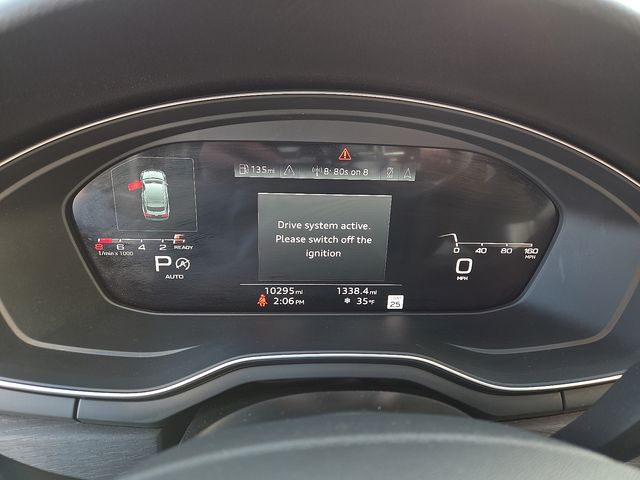 135 mi 8: 80s on 8
Drive system active.
Please switch off the
ignition
8 6 4 2 READY
1/min x 1000
P AUTO
0 40 80 160
MPH
0
MPH
10295 mi 1338.4 mi
2:06 PM 35°F 25